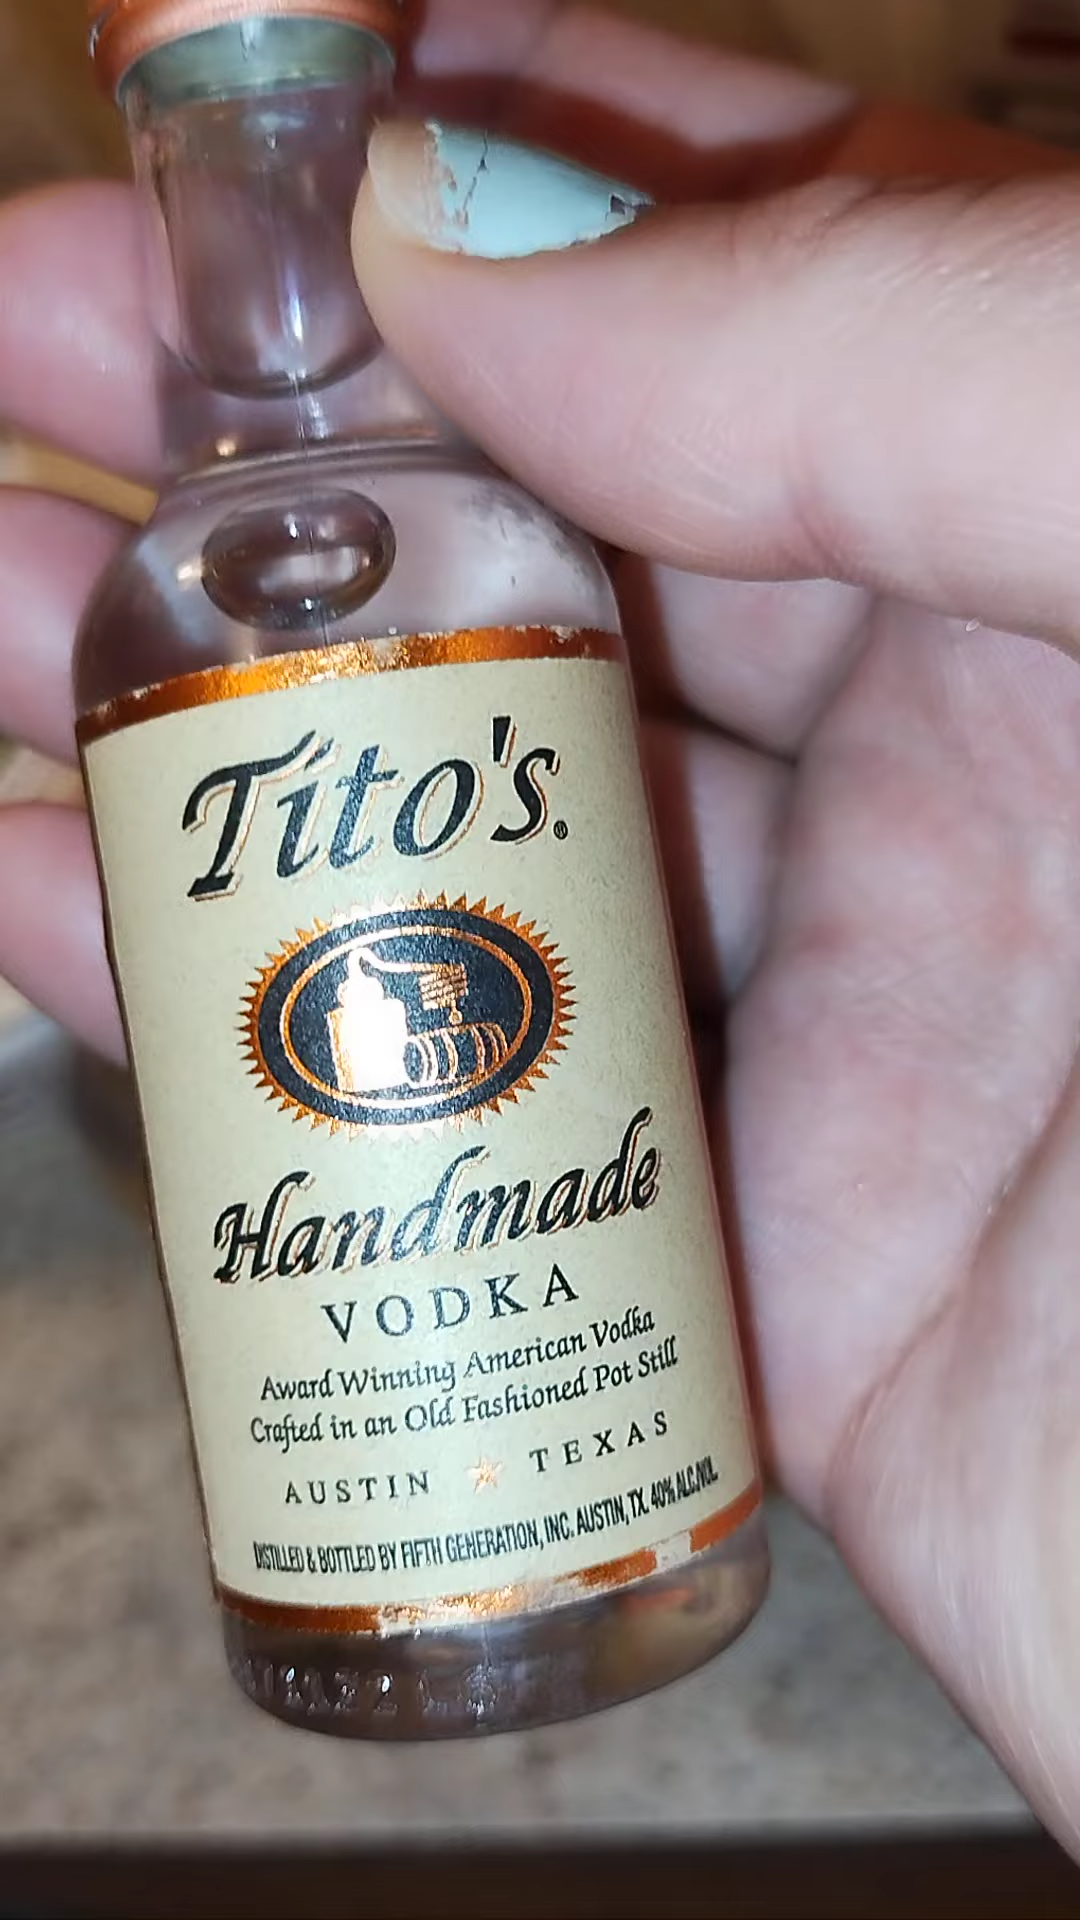 Tito's®
Handmade
VODKA
Award Winning American Vodka
Crafted in an Old Fashioned Pot Still
AUSTIN TEXAS
DISTILLED & BOTTLED BY FIFTH GENERATION, INC. AUSTIN, TX. 40% ALC./VOL.